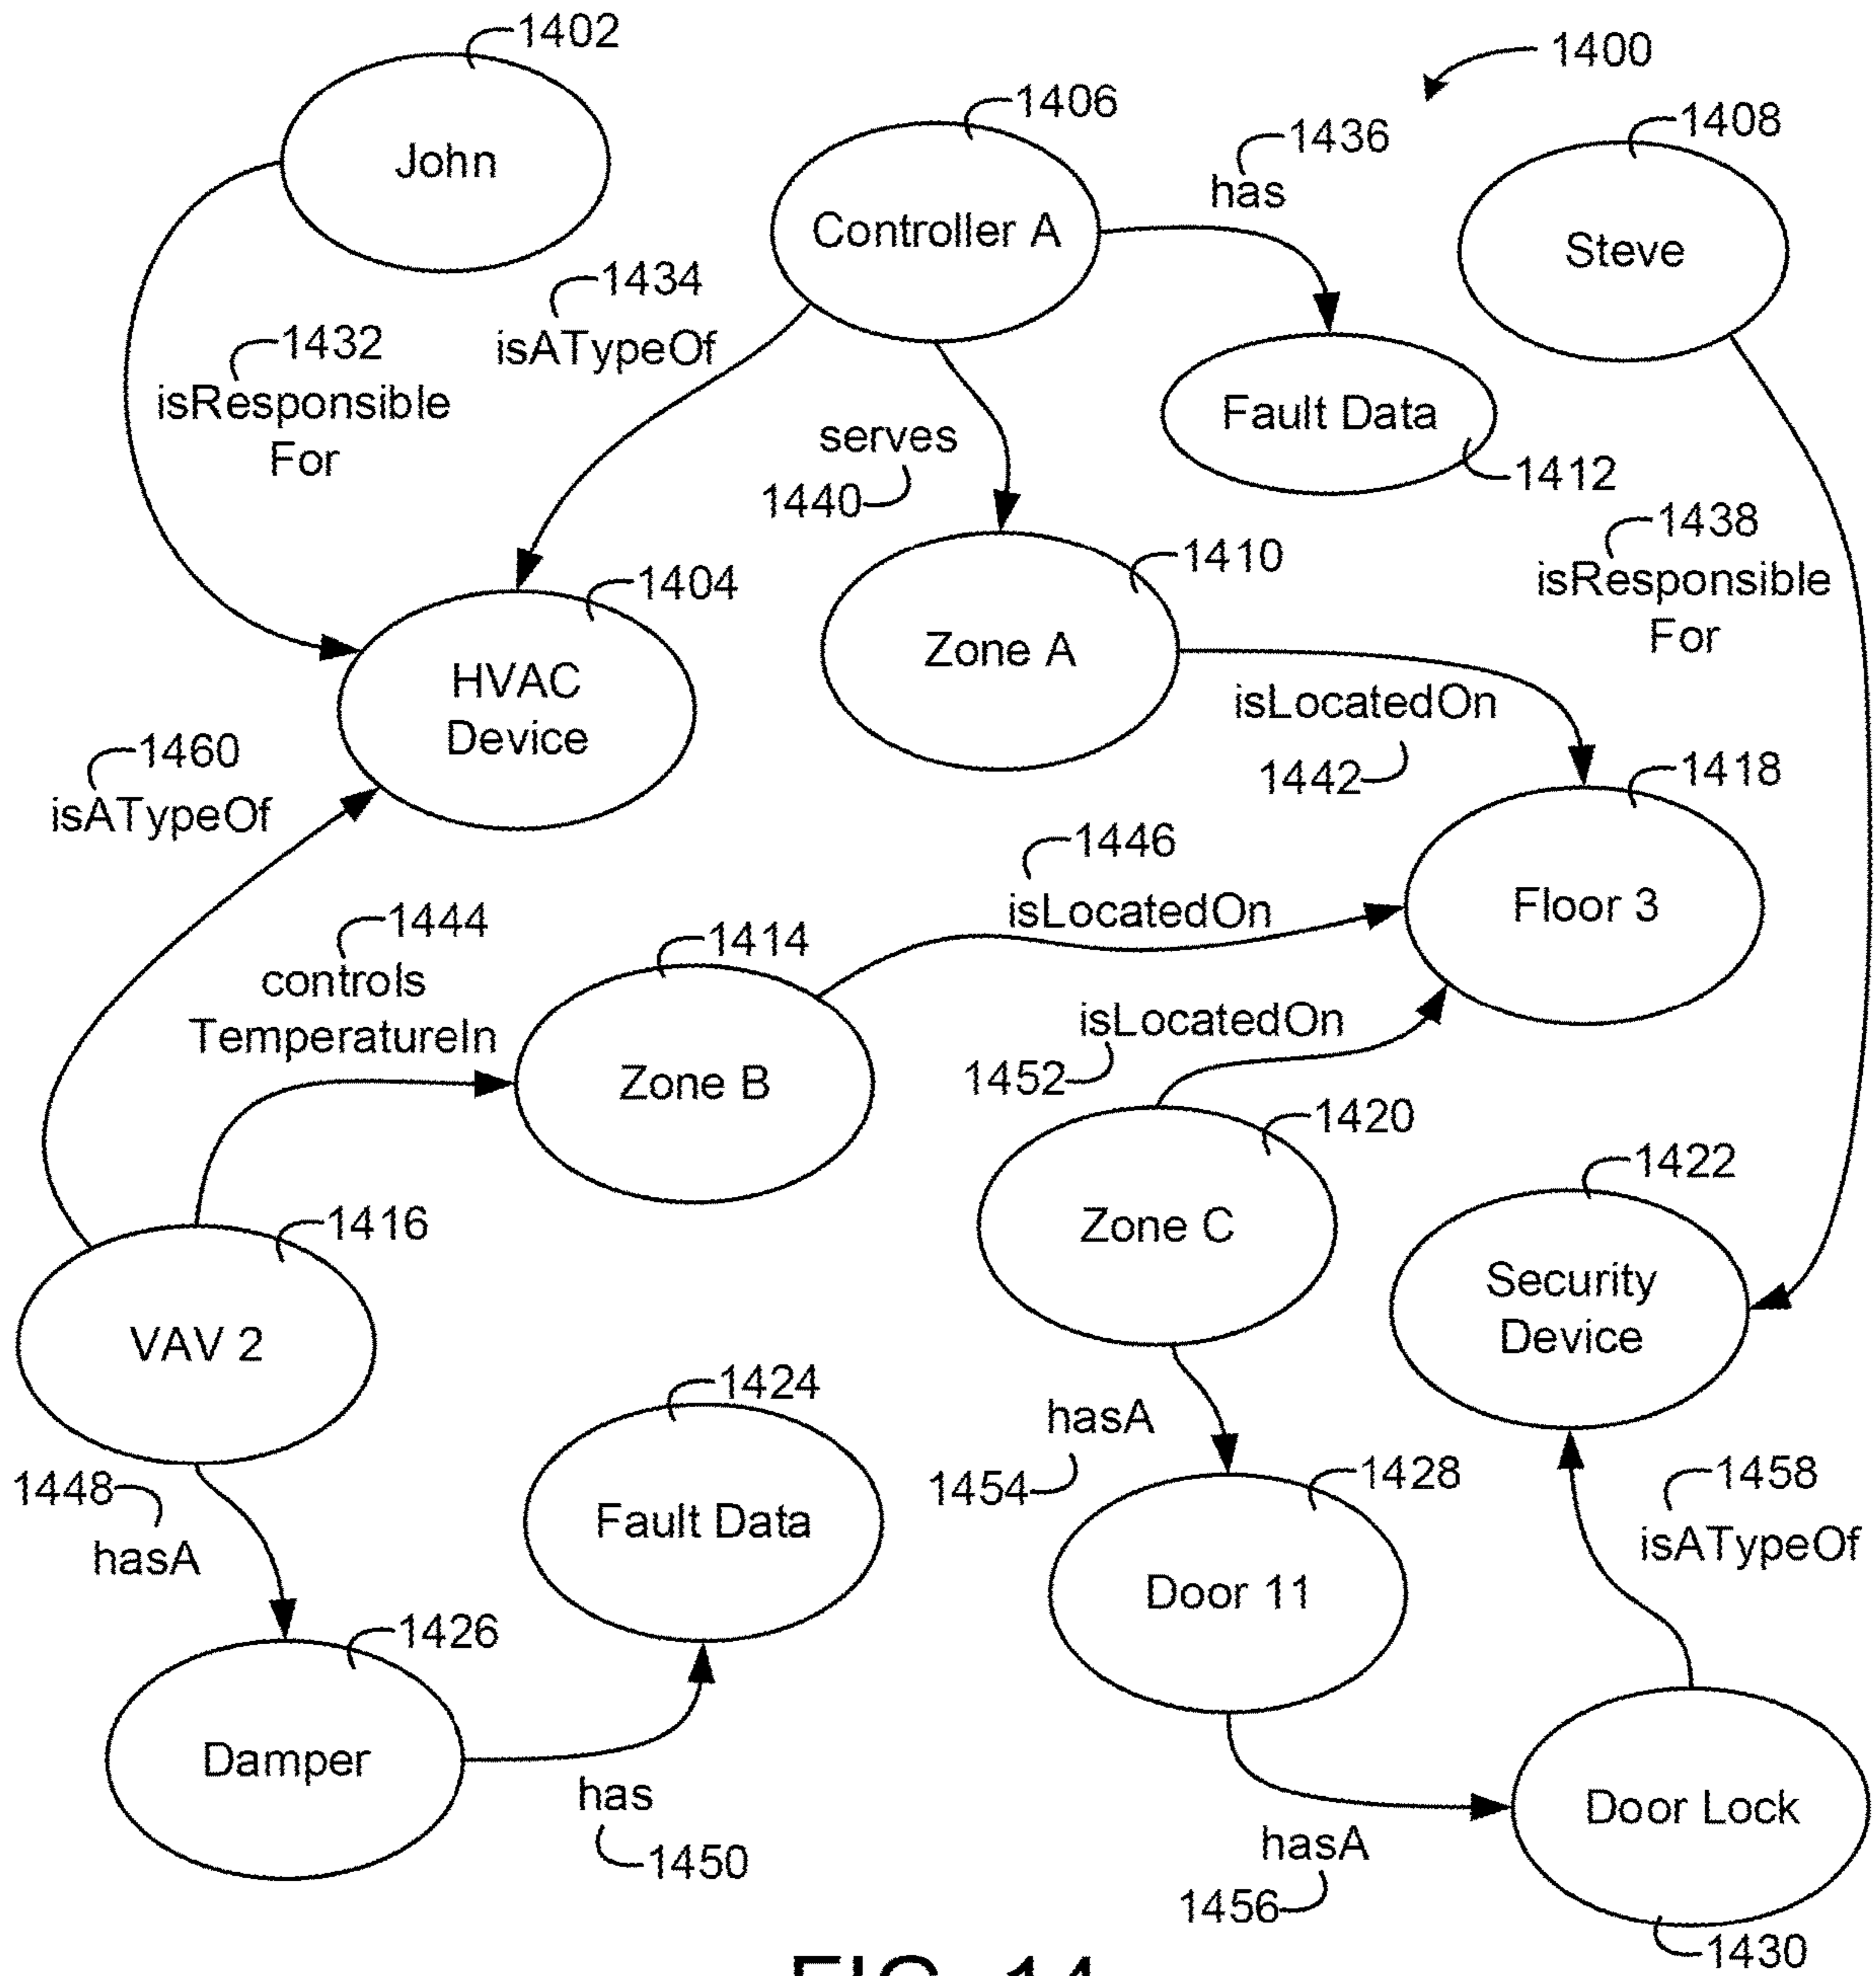 1402
1400
1406
1408
1436
John
has
Controller A
Steve
1434
isATypeOf
1432
isResponsible
For
Fault Data
serves
1440
1412
1438
isResponsible
For
1410
1404
Zone A
HVAC
Device
isLocatedOn
1442
1460
isATypeOf
1418
1446
isLocatedOn
Floor 3
1444
controls
TemperatureIn
1414
isLocatedOn
1452
Zone B
1420
1422
1416
Zone C
Security
Device
VAV 2
1424
hasA
1454
1428
1458
isATypeOf
1448
hasA
Fault Data
Door 11
1426
Damper
has
1450
Door Lock
hasA
1456
1430
FIG. 14